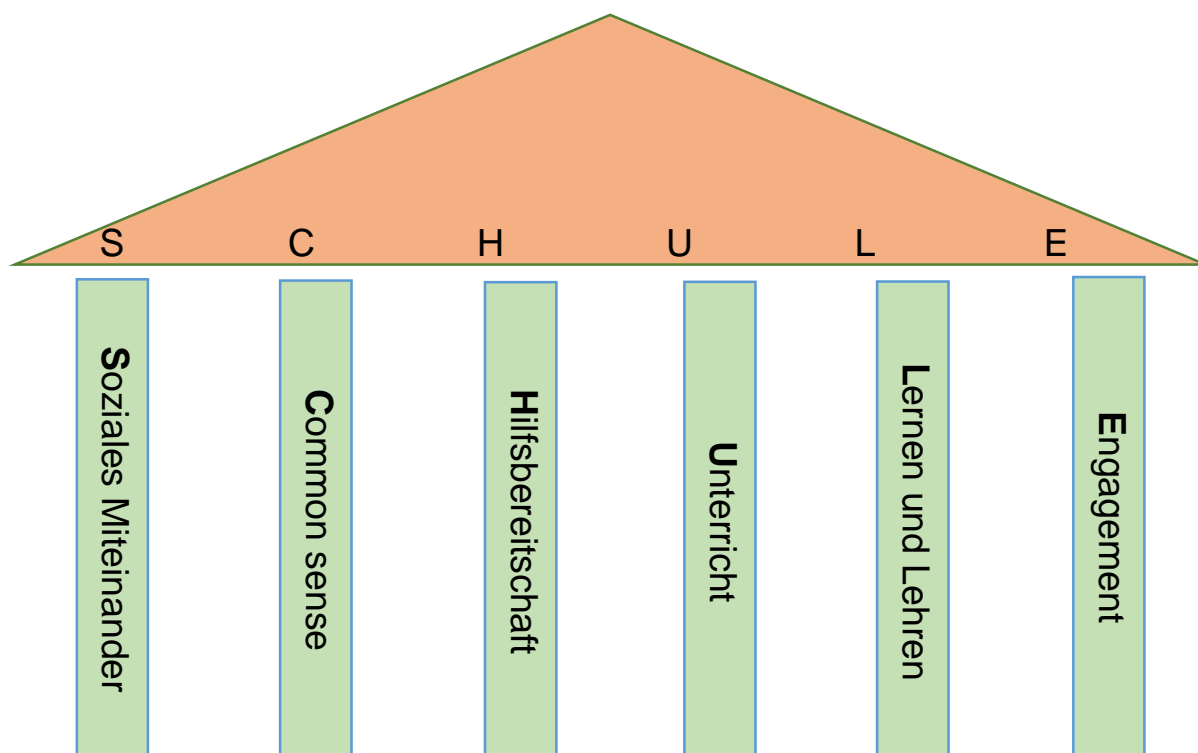 S C H U L E
Soziales Miteinander
Common sense
Hilfsbereitschaft
Unterricht
Lernen und Lehren
Engagement